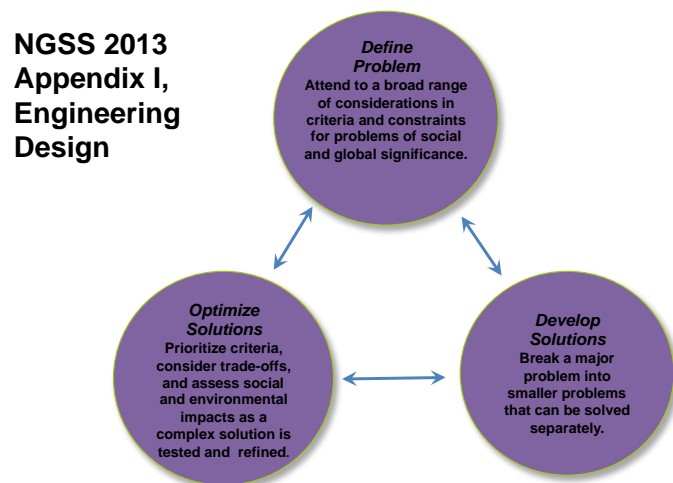 NGSS 2013
Appendix I,
Engineering
Design
Define
Problem
Attend to a broad range
of considerations in
criteria and constraints
for problems of social
and global significance.
Optimize
Solutions
Prioritize criteria,
consider trade-offs,
and assess social
and environmental
impacts as a
complex solution is
tested and refined.
Develop
Solutions
Break a major
problem into
smaller problems
that can be solved
separately.